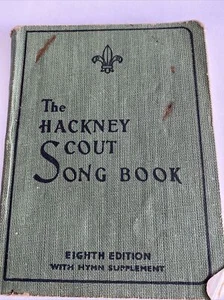 The
HACKNEY
SCOUT
SONG BOOK
EIGHTH EDITION
WITH HYMN SUPPLEMENT